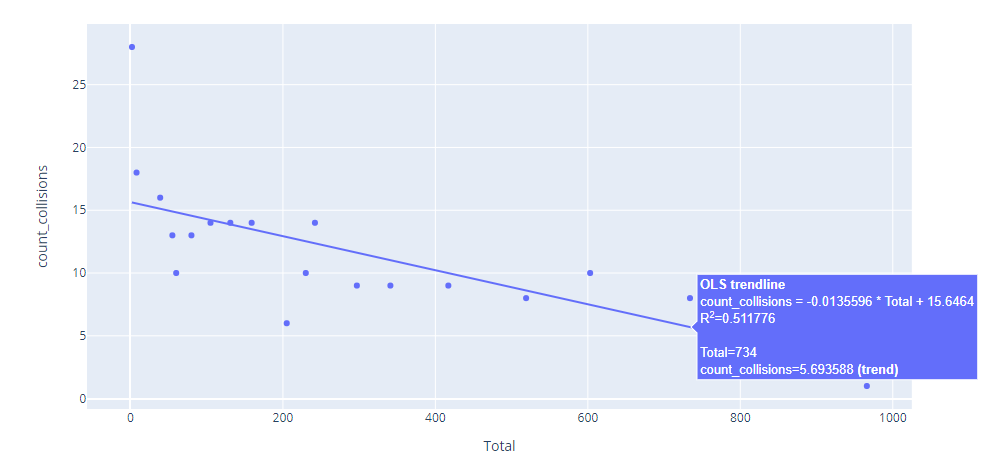 25
20
15
10
5
0
count_collisions
OLS trendline
count_collisions = -0.0135596 * Total + 15.6464
R²=0.511776
Total=734
count_collisions=5.693588 (trend)
0 200 400 600 800 1000
Total